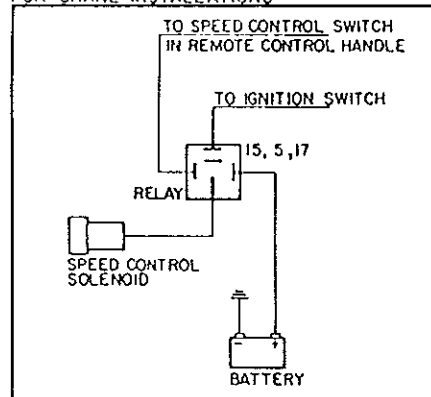 TO SPEED CONTROL SWITCH
IN REMOTE CONTROL HANDLE
TO IGNITION SWITCH
15, 5, 17
RELAY
SPEED CONTROL
SOLENOID
- +
BATTERY